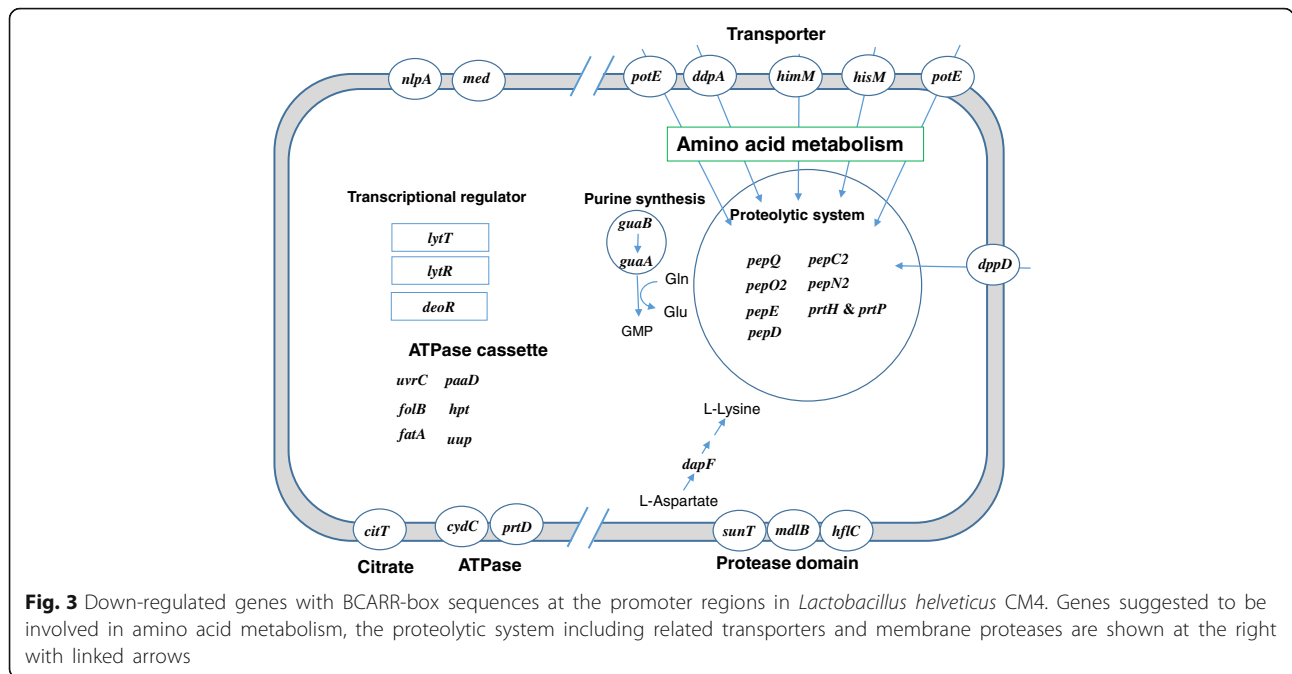 Transporter
nlpA med potE ddpA himM hisM potE
Amino acid metabolism
Transcriptional regulator
lytT
lytR
deoR
Purine synthesis
guaB
guaA
Gln
Glu
GMP
Proteolytic system
pepQ pepC2
pepO2 pepN2
pepE prtH & prtP
pepD
dppD
ATPase cassette
uvrC paaD
folB hpt
fatA uup
L-Lysine
dapF
L-Aspartate
citT cydC prtD sunT mdlB hflC
Citrate ATPase Protease domain
Fig. 3 Down-regulated genes with BCARR-box sequences at the promoter regions in Lactobacillus helveticus CM4. Genes suggested to be
involved in amino acid metabolism, the proteolytic system including related transporters and membrane proteases are shown at the right
with linked arrows